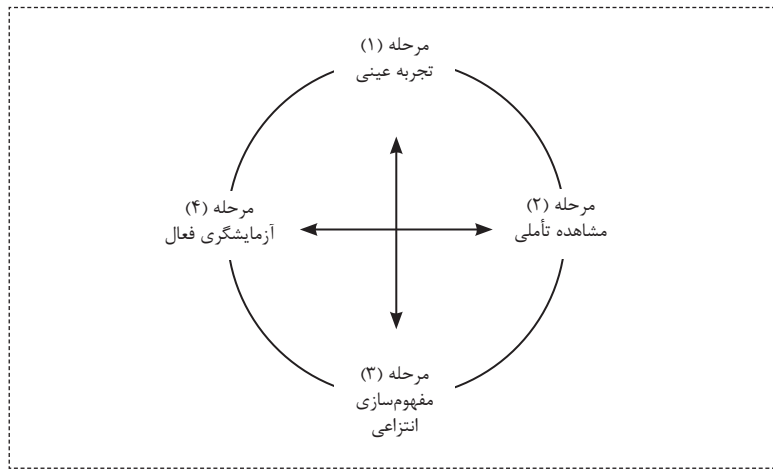 مرحله (۱)
تجربه عینی
مرحله (۲)
مشاهده تأملی
مرحله (۳)
مفهوم‌سازی
انتزاعی
مرحله (۴)
آزمایشگری فعال